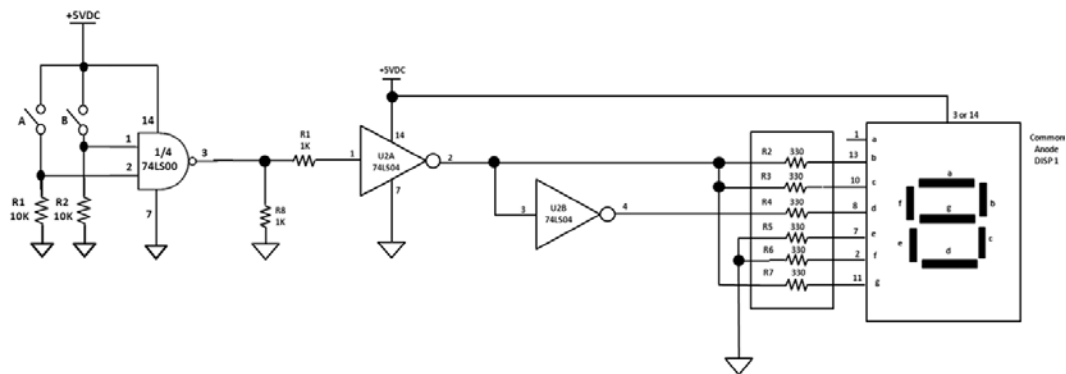 +5VDC
A
B
14
1
2
1/4
74LS00
3
7
R1
10K
R2
10K
R1
1K
R8
1K
+5VDC
1
14
U2A
74LS04
2
7
3
U2B
74LS04
4
R2 330
R3 330
R4 330
R5 330
R6 330
R7 330
3 or 14
1 a
13 b
10 c
8 d
7 e
2 f
11 g
a
f
b
g
e
c
d
Common
Anode
DISP 1